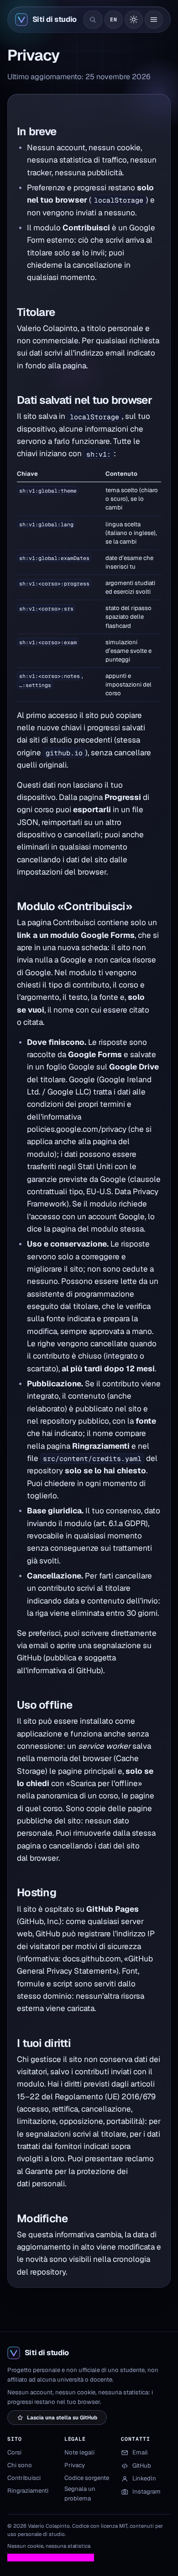 Siti di studio
EN
Privacy
Ultimo aggiornamento: 25 novembre 2026
In breve
Nessun account, nessun cookie,
nessuna statistica di traffico, nessun
tracker, nessuna pubblicità.
Preferenze e progressi restano solo
nel tuo browser ( localStorage ) e
non vengono inviati a nessuno.
Il modulo Contribuisci è un Google
Form esterno: ciò che scrivi arriva al
titolare solo se lo invii; puoi
chiederne la cancellazione in
qualsiasi momento.
Titolare
Valerio Colapinto, a titolo personale e
non commerciale. Per qualsiasi richiesta
sui dati scrivi all'indirizzo email indicato
in fondo alla pagina.
Dati salvati nel tuo browser
Il sito salva in localStorage , sul tuo
dispositivo, alcune informazioni che
servono a farlo funzionare. Tutte le
chiavi iniziano con sh:v1: :
Chiave Contenuto
sh:v1:global:theme tema scelto (chiaro
o scuro), se lo
cambi
sh:v1:global:lang lingua scelta
(italiano o inglese),
se la cambi
sh:v1:global:examDates date d'esame che
inserisci tu
sh:v1:<corso>:progress argomenti studiati
ed esercizi svolti
sh:v1:<corso>:srs stato del ripasso
spaziato delle
flashcard
sh:v1:<corso>:exam simulazioni
d'esame svolte e
punteggi
sh:v1:<corso>:notes , appunti e
…:settings impostazioni del
corso
Al primo accesso il sito può copiare
nelle nuove chiavi i progressi salvati
dai siti di studio precedenti (stessa
origine github.io ), senza cancellare
quelli originali.
Questi dati non lasciano il tuo
dispositivo. Dalla pagina Progressi di
ogni corso puoi esportarli in un file
JSON, reimportarli su un altro
dispositivo o cancellarli; puoi anche
eliminarli in qualsiasi momento
cancellando i dati del sito dalle
impostazioni del browser.
Modulo «Contribuisci»
La pagina Contribuisci contiene solo un
link a un modulo Google Forms, che si
apre in una nuova scheda: il sito non
invia nulla a Google e non carica risorse
di Google. Nel modulo ti vengono
chiesti il tipo di contributo, il corso e
l'argomento, il testo, la fonte e, solo
se vuoi, il nome con cui essere citato
o citata.
Dove finiscono. Le risposte sono
raccolte da Google Forms e salvate
in un foglio Google sul Google Drive
del titolare. Google (Google Ireland
Ltd. / Google LLC) tratta i dati alle
condizioni dei propri termini e
dell'informativa
policies.google.com/privacy (che si
applica anche alla pagina del
modulo); i dati possono essere
trasferiti negli Stati Uniti con le
garanzie previste da Google (clausole
contrattuali tipo, EU-U.S. Data Privacy
Framework). Se il modulo richiede
l'accesso con un account Google, lo
dice la pagina del modulo stessa.
Uso e conservazione. Le risposte
servono solo a correggere o
migliorare il sito; non sono cedute a
nessuno. Possono essere lette da un
assistente di programmazione
eseguito dal titolare, che le verifica
sulla fonte indicata e prepara la
modifica, sempre approvata a mano.
Le righe vengono cancellate quando
il contributo è chiuso (integrato o
scartato), al più tardi dopo 12 mesi.
Pubblicazione. Se il contributo viene
integrato, il contenuto (anche
rielaborato) è pubblicato nel sito e
nel repository pubblico, con la fonte
che hai indicato; il nome compare
nella pagina Ringraziamenti e nel
file src/content/credits.yaml del
repository solo se lo hai chiesto.
Puoi chiedere in ogni momento di
toglierlo.
Base giuridica. Il tuo consenso, dato
inviando il modulo (art. 6.1.a GDPR),
revocabile in qualsiasi momento
senza conseguenze sui trattamenti
già svolti.
Cancellazione. Per farti cancellare
un contributo scrivi al titolare
indicando data e contenuto dell'invio:
la riga viene eliminata entro 30 giorni.
Se preferisci, puoi scrivere direttamente
via email o aprire una segnalazione su
GitHub (pubblica e soggetta
all'informativa di GitHub).
Uso offline
Il sito può essere installato come
applicazione e funziona anche senza
connessione: un service worker salva
nella memoria del browser (Cache
Storage) le pagine principali e, solo se
lo chiedi con «Scarica per l'offline»
nella panoramica di un corso, le pagine
di quel corso. Sono copie delle pagine
pubbliche del sito: nessun dato
personale. Puoi rimuoverle dalla stessa
pagina o cancellando i dati del sito
dal browser.
Hosting
Il sito è ospitato su GitHub Pages
(GitHub, Inc.): come qualsiasi server
web, GitHub può registrare l'indirizzo IP
dei visitatori per motivi di sicurezza
(informativa: docs.github.com, «GitHub
General Privacy Statement»). Font,
formule e script sono serviti dallo
stesso dominio: nessun'altra risorsa
esterna viene caricata.
I tuoi diritti
Chi gestisce il sito non conserva dati dei
visitatori, salvo i contributi inviati con il
modulo. Restano validi i diritti di articoli
15–22 del Regolamento (UE) 2016/679
(accesso, rettifica, cancellazione,
limitazione, opposizione, portabilità): per
le segnalazioni di errore sul sito, e per i
dati trattati dai fornitori indicati sopra,
rivolgiti a loro. Puoi presentare reclamo
al Garante per la protezione dei
dati personali.
Modifiche
Se questa informativa cambia, la data di
aggiornamento in alto viene modificata e
le novità sono visibili nella cronologia
del repository.
Siti di studio
Progetto personale e non ufficiale di uno studente, non
affiliato ad alcuna università o docente.
Nessun account, nessun cookie, nessuna statistica: i
progressi restano nel tuo browser.
Lascia una stella su GitHub
SITO LEGALE CONTATTI
Corsi Note legali Email
Chi sono Privacy GitHub
Contribuisci Codice sorgente LinkedIn
Ringraziamenti Segnala un Instagram
problema
© 2026 Valerio Colapinto. Codice con licenza MIT, contenuti per
uso personale di studio.
Nessun cookie, nessuna statistica.